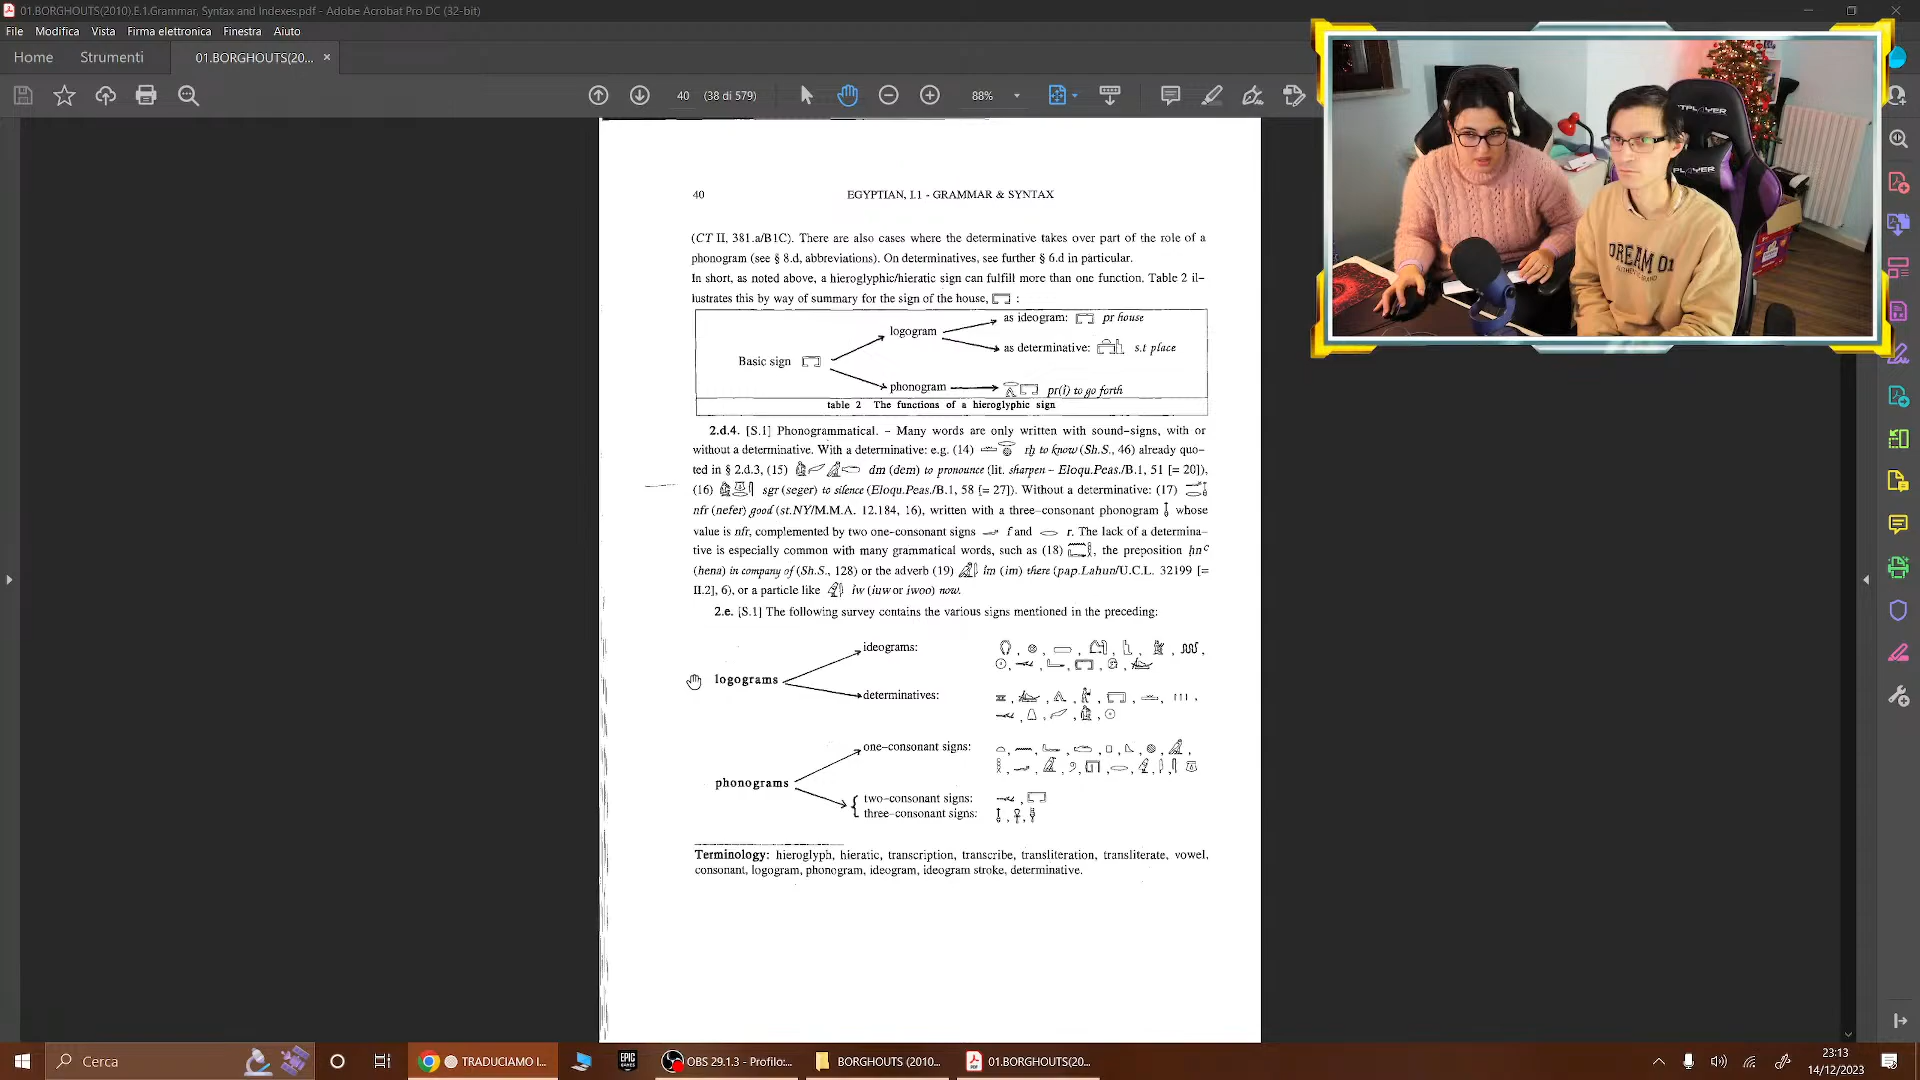 01.BORGHOUTS(2010).E.1.Grammar, Syntax and Indexes.pdf - Adobe Acrobat Pro DC (32-bit)
File Modifica Vista Firma elettronica Finestra Aiuto
Home Strumenti 01.BORGHOUTS(20... ×
40 (38 di 579) 88%
40 EGYPTIAN, I.1 - GRAMMAR & SYNTAX
(CT II, 381.a/B1C). There are also cases where the determinative takes over part of the role of a
phonogram (see § 8.d, abbreviations). On determinatives, see further § 6.d in particular.
In short, as noted above, a hieroglyphic/hieratic sign can fulfill more than one function. Table 2 il-
lustrates this by way of summary for the sign of the house, :
as ideogram: pr house
logogram
as determinative: s.t place
Basic sign
phonogram pr(i) to go forth
table 2 The functions of a hieroglyphic sign
2.d.4. [S.1] Phonogrammatical. - Many words are only written with sound-signs, with or
without a determinative. With a determinative: e.g. (14) rḫ to know (Sh.S., 46) already quo-
ted in § 2.d.3, (15) dm (dem) to pronounce (lit. sharpen - Eloqu.Peas./B.1, 51 [= 20]),
(16) sgr (seger) to silence (Eloqu.Peas./B.1, 58 [= 27]). Without a determinative: (17)
nfr (nefer) good (st.NY/M.M.A. 12.184, 16), written with a three-consonant phonogram whose
value is nfr, complemented by two one-consonant signs f and r. The lack of a determina-
tive is especially common with many grammatical words, such as (18) , the preposition ḥnᶜ
(hena) in company of (Sh.S., 128) or the adverb (19) im (im) there (pap.Lahun/U.C.L. 32199 [=
II.2], 6), or a particle like iw (iuw or iwoo) now.
2.e. [S.1] The following survey contains the various signs mentioned in the preceding:
ideograms:
logograms
determinatives:
one-consonant signs:
phonograms
two-consonant signs:
three-consonant signs:
Terminology: hieroglyph, hieratic, transcription, transcribe, transliteration, transliterate, vowel,
consonant, logogram, phonogram, ideogram, ideogram stroke, determinative.
DREAM 01
Cerca
TRADUCIAMO I...
EPIC GAMES
OBS 29.1.3 - Profilo:...
BORGHOUTS (2010...
01.BORGHOUTS(20...
23:13
14/12/2023